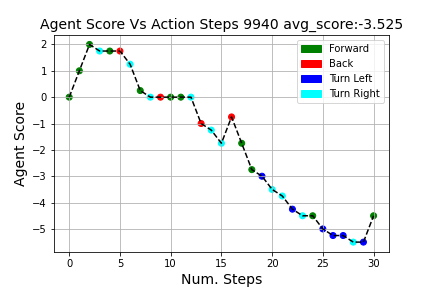 Agent Score Vs Action Steps 9940 avg_score:-3.525
Agent Score
2
1
0
−1
−2
−3
−4
−5
Forward
Back
Turn Left
Turn Right
0 5 10 15 20 25 30
Num. Steps